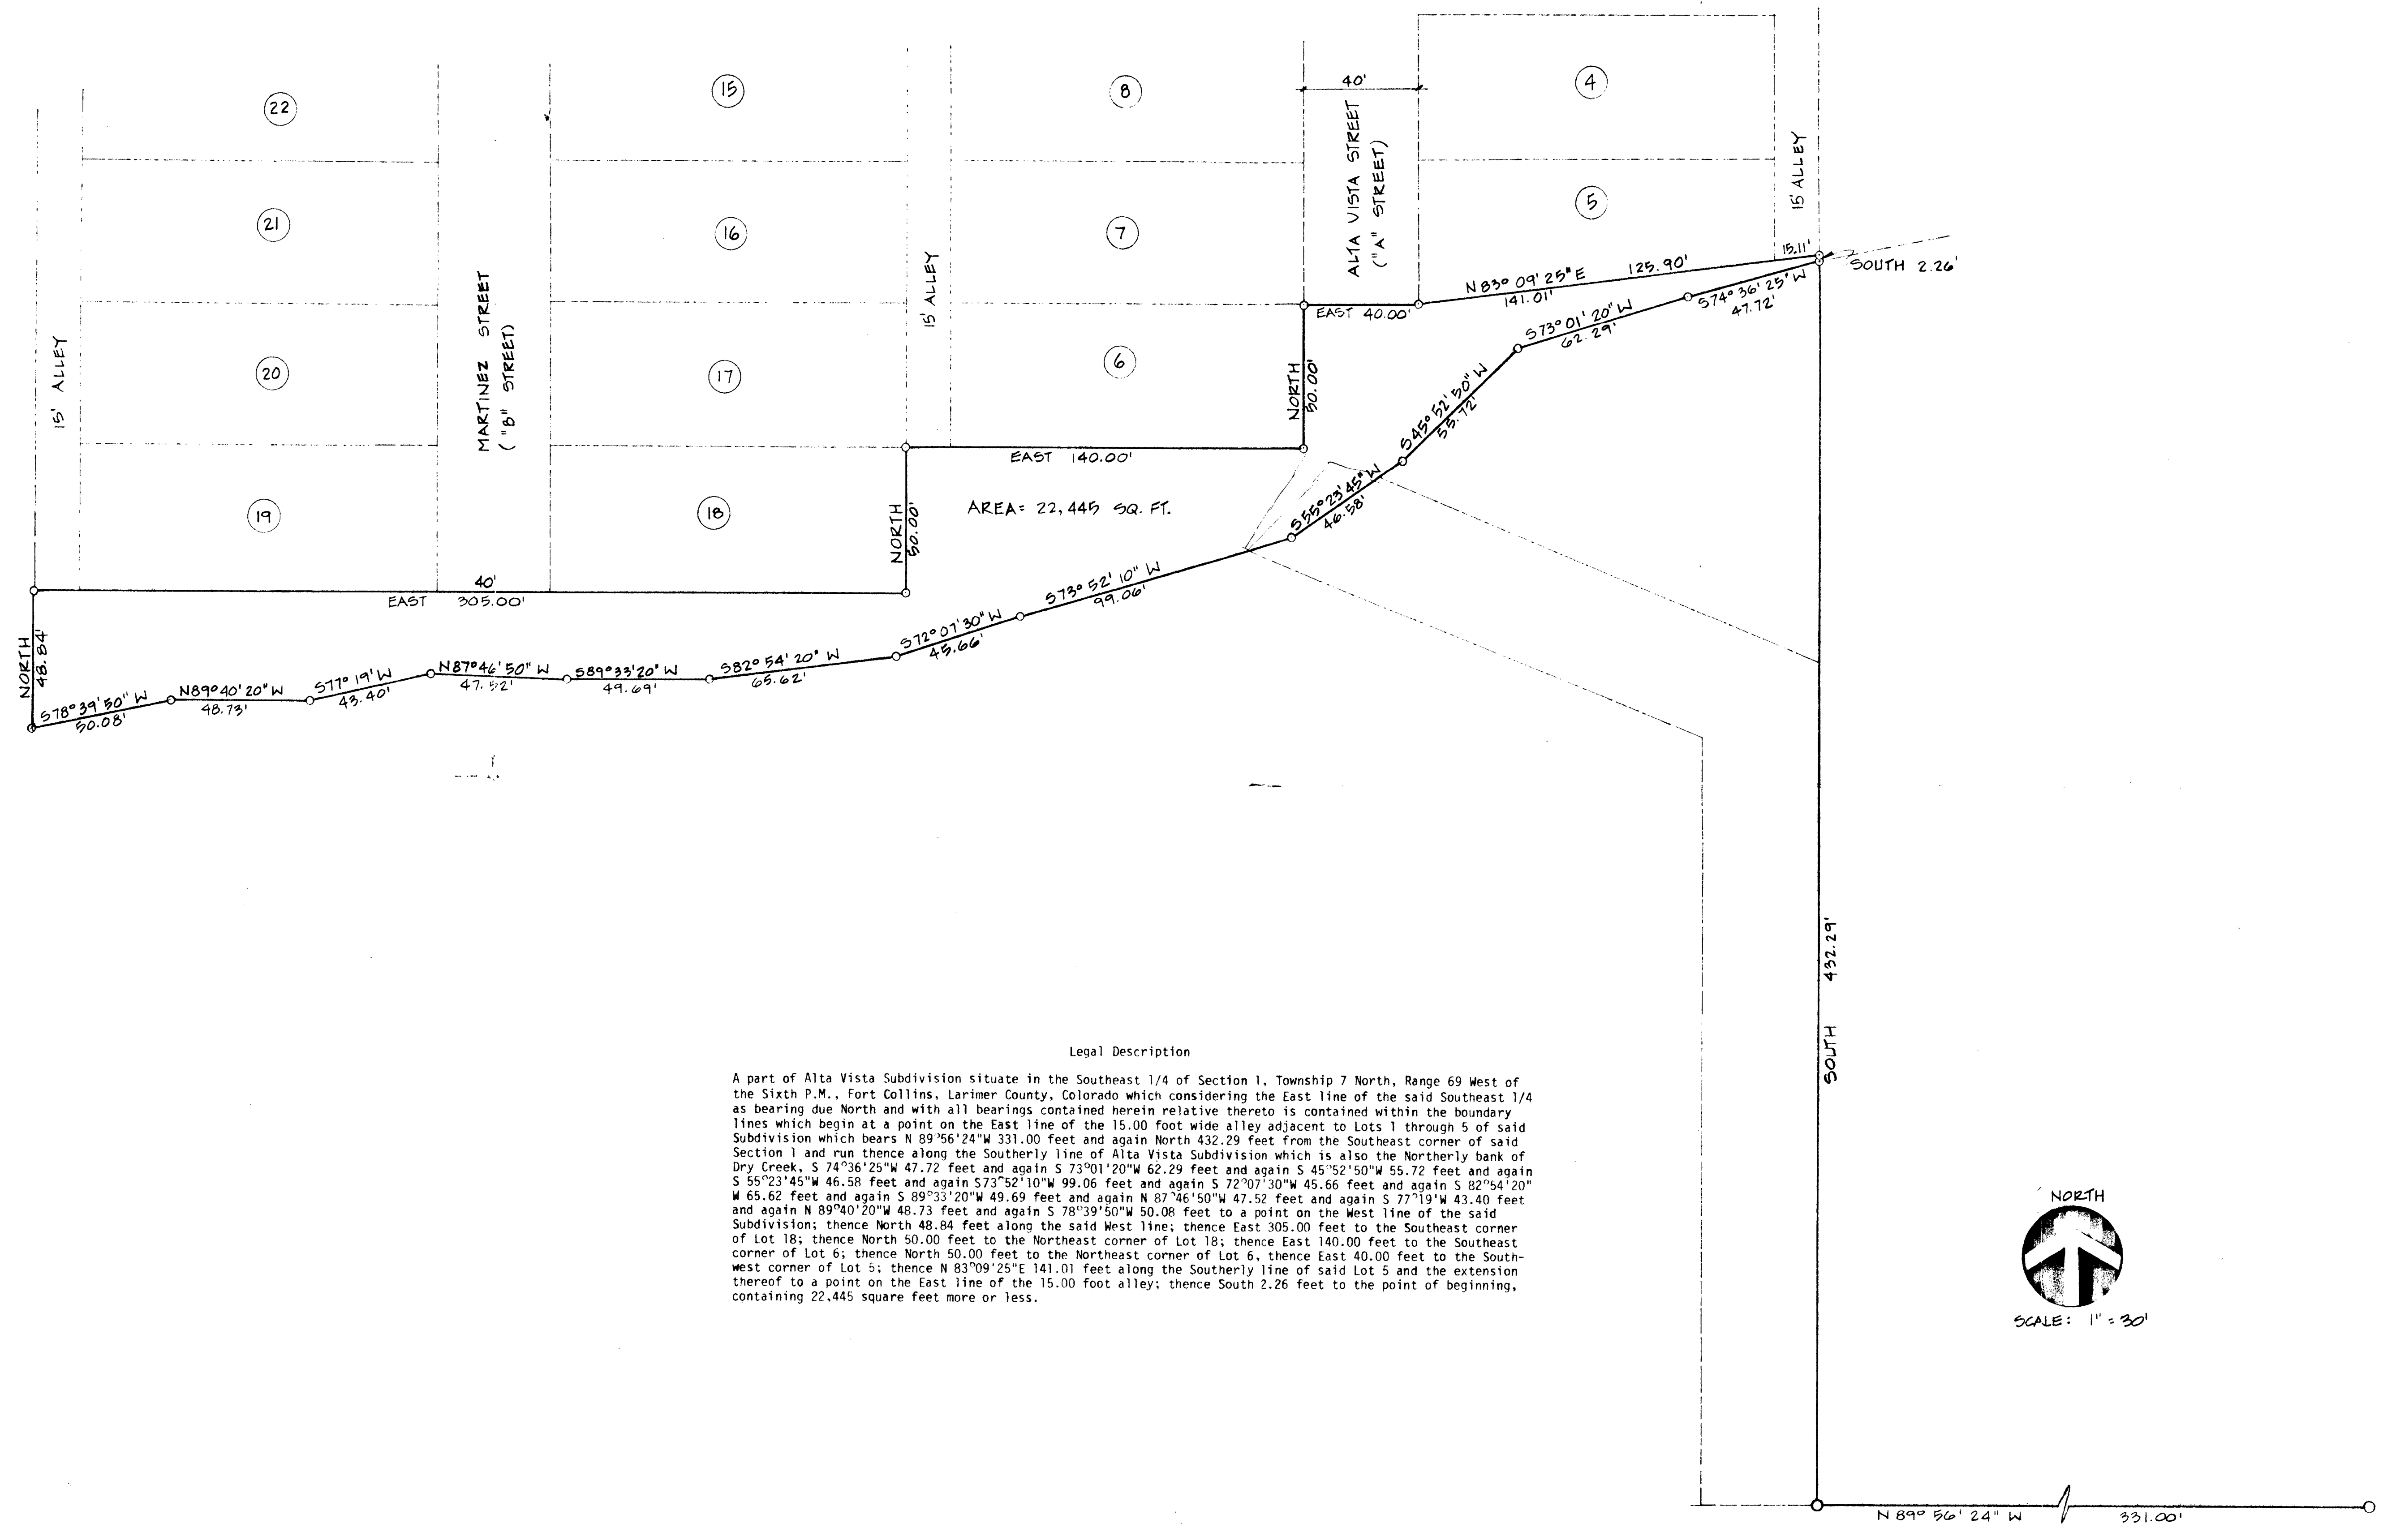 22
15
8
40'
4
ALTA VISTA STREET
("A" STREET)
15' ALLEY
21
16
7
5
MARTINEZ STREET
("B" STREET)
15' ALLEY
15' ALLEY
N 83° 09' 25" E 125.90'
141.01'
15.11'
SOUTH 2.26'
EAST 40.00'
S74° 36' 25" W
47.72'
S73° 01' 20" W
62.29'
20
17
6
NORTH
50.00'
S45° 52' 50" W
55.72'
EAST 140.00'
S55° 23' 45" W
46.58'
19
18
NORTH
50.00'
AREA= 22,445 SQ. FT.
40'
EAST 305.00'
S73° 52' 10" W
99.06'
S72° 07' 30" W
45.66'
NORTH
48.84'
S78° 39' 50" W
50.08'
N89° 40' 20" W
48.73'
S77° 19' W
43.40'
N87° 46' 50" W
47.52'
S89° 33' 20" W
49.69'
S82° 54' 20" W
65.62'
SOUTH 432.29'
Legal Description
A part of Alta Vista Subdivision situate in the Southeast 1/4 of Section 1, Township 7 North, Range 69 West of
the Sixth P.M., Fort Collins, Larimer County, Colorado which considering the East line of the said Southeast 1/4
as bearing due North and with all bearings contained herein relative thereto is contained within the boundary
lines which begin at a point on the East line of the 15.00 foot wide alley adjacent to Lots 1 through 5 of said
Subdivision which bears N 89°56'24"W 331.00 feet and again North 432.29 feet from the Southeast corner of said
Section 1 and run thence along the Southerly line of Alta Vista Subdivision which is also the Northerly bank of
Dry Creek, S 74°36'25"W 47.72 feet and again S 73°01'20"W 62.29 feet and again S 45°52'50"W 55.72 feet and again
S 55°23'45"W 46.58 feet and again S73°52'10"W 99.06 feet and again S 72°07'30"W 45.66 feet and again S 82°54'20"
W 65.62 feet and again S 89°33'20"W 49.69 feet and again N 87°46'50"W 47.52 feet and again S 77°19'W 43.40 feet
and again N 89°40'20"W 48.73 feet and again S 78°39'50"W 50.08 feet to a point on the West line of the said
Subdivision; thence North 48.84 feet along the said West line; thence East 305.00 feet to the Southeast corner
of Lot 18; thence North 50.00 feet to the Northeast corner of Lot 18; thence East 140.00 feet to the Southeast
corner of Lot 6; thence North 50.00 feet to the Northeast corner of Lot 6, thence East 40.00 feet to the South-
west corner of Lot 5; thence N 83°09'25"E 141.01 feet along the Southerly line of said Lot 5 and the extension
thereof to a point on the East line of the 15.00 foot alley; thence South 2.26 feet to the point of beginning,
containing 22,445 square feet more or less.
NORTH
SCALE: 1" = 30'
N 89° 56' 24" W 331.00'